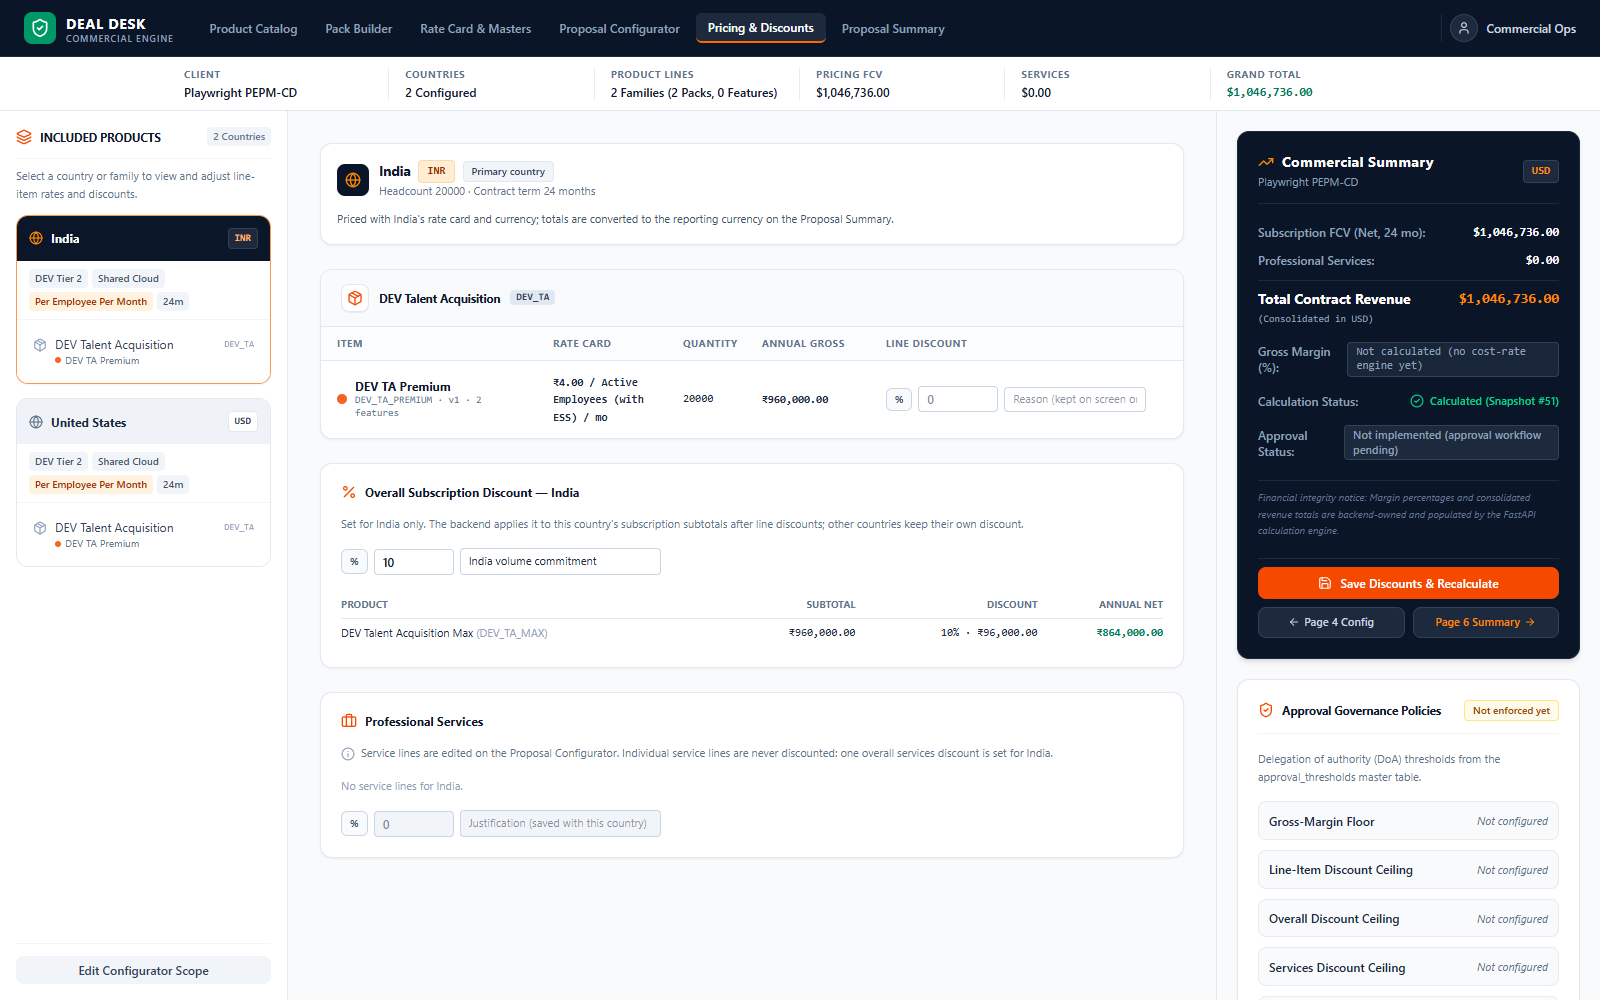 DEAL DESK
COMMERCIAL ENGINE
Product Catalog
Pack Builder
Rate Card & Masters
Proposal Configurator
Pricing & Discounts
Proposal Summary
Commercial Ops
CLIENT
Playwright PEPM-CD
COUNTRIES
2 Configured
PRODUCT LINES
2 Families (2 Packs, 0 Features)
PRICING FCV
$1,046,736.00
SERVICES
$0.00
GRAND TOTAL
$1,046,736.00
INCLUDED PRODUCTS
2 Countries
Select a country or family to view and adjust line-
item rates and discounts.
India
INR
DEV Tier 2
Shared Cloud
Per Employee Per Month
24m
DEV Talent Acquisition
DEV_TA
DEV TA Premium
United States
USD
DEV Tier 2
Shared Cloud
Per Employee Per Month
24m
DEV Talent Acquisition
DEV_TA
DEV TA Premium
Edit Configurator Scope
India
INR
Primary country
Headcount 20000 · Contract term 24 months
Priced with India's rate card and currency; totals are converted to the reporting currency on the Proposal Summary.
DEV Talent Acquisition
DEV_TA
ITEM
RATE CARD
QUANTITY
ANNUAL GROSS
LINE DISCOUNT
DEV TA Premium
DEV_TA_PREMIUM · v1 · 2
features
₹4.00 / Active
Employees (with
ESS) / mo
20000
₹960,000.00
%
0
Reason (kept on screen o
Overall Subscription Discount — India
Set for India only. The backend applies it to this country's subscription subtotals after line discounts; other countries keep their own discount.
%
10
India volume commitment
PRODUCT
SUBTOTAL
DISCOUNT
ANNUAL NET
DEV Talent Acquisition Max (DEV_TA_MAX)
₹960,000.00
10% · ₹96,000.00
₹864,000.00
Professional Services
Service lines are edited on the Proposal Configurator. Individual service lines are never discounted: one overall services discount is set for India.
No service lines for India.
%
0
Justification (saved with this country)
Commercial Summary
Playwright PEPM-CD
USD
Subscription FCV (Net, 24 mo):
$1,046,736.00
Professional Services:
$0.00
Total Contract Revenue
$1,046,736.00
(Consolidated in USD)
Gross Margin
(%):
Not calculated (no cost-rate
engine yet)
Calculation Status:
Calculated (Snapshot #51)
Approval
Status:
Not implemented (approval workflow
pending)
Financial integrity notice: Margin percentages and consolidated
revenue totals are backend-owned and populated by the FastAPI
calculation engine.
Save Discounts & Recalculate
← Page 4 Config
Page 6 Summary →
Approval Governance Policies
Not enforced yet
Delegation of authority (DoA) thresholds from the
approval_thresholds master table.
Gross-Margin Floor
Not configured
Line-Item Discount Ceiling
Not configured
Overall Discount Ceiling
Not configured
Services Discount Ceiling
Not configured